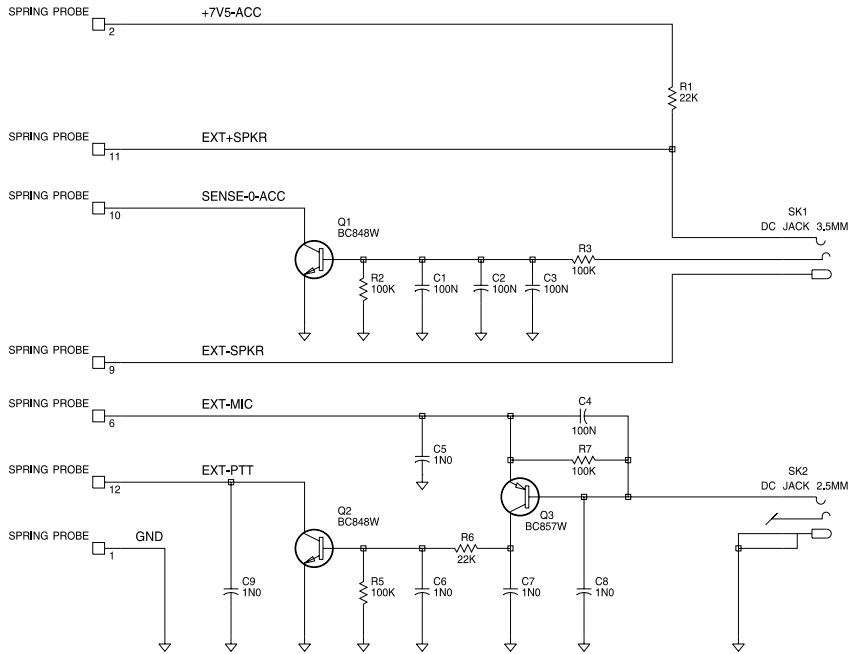 SPRING PROBE 2 +7V5-ACC
R1
22K
SPRING PROBE 11 EXT+SPKR
SPRING PROBE 10 SENSE-0-ACC
SK1
DC JACK 3.5MM
Q1
BC848W
R2
100K
C1
100N
C2
100N
C3
100N
R3
100K
SPRING PROBE 9 EXT-SPKR
SPRING PROBE 6 EXT-MIC
C4
100N
C5
1N0
R7
100K
SPRING PROBE 12 EXT-PTT
SK2
DC JACK 2.5MM
Q2
BC848W
Q3
BC857W
R6
22K
SPRING PROBE 1 GND
C9
1N0
R5
100K
C6
1N0
C7
1N0
C8
1N0